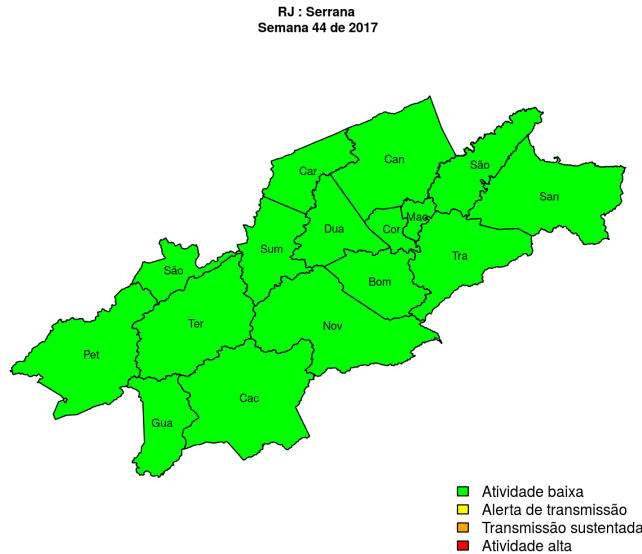 RJ : Serrana
Semana 44 de 2017
Can
São
Car
San
Mac
Dua
Cor
Sum
Tra
São
Bom
Ter
Nov
Pet
Cac
Gua
Atividade baixa
Alerta de transmissão
Transmissão sustentada
Atividade alta